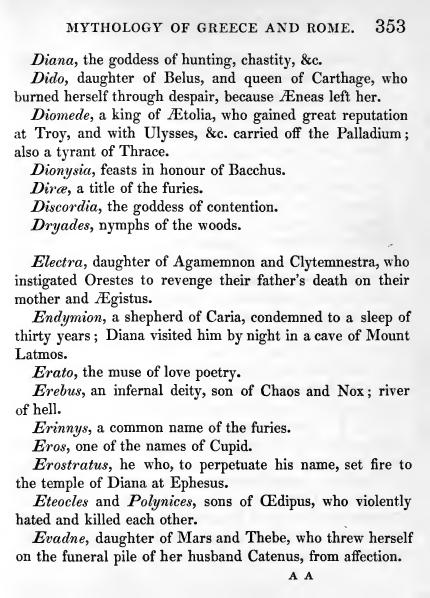 MYTHOLOGY OF GREECE AND ROME. 353
Diana, the goddess of hunting, chastity, &c.
Dido, daughter of Belus, and queen of Carthage, who
burned herself through despair, because Æneas left her.
Diomede, a king of Ætolia, who gained great reputation
at Troy, and with Ulysses, &c. carried off the Palladium;
also a tyrant of Thrace.
Dionysia, feasts in honour of Bacchus.
Diræ, a title of the furies.
Discordia, the goddess of contention.
Dryades, nymphs of the woods.
Electra, daughter of Agamemnon and Clytemnestra, who
instigated Orestes to revenge their father's death on their
mother and Ægistus.
Endymion, a shepherd of Caria, condemned to a sleep of
thirty years; Diana visited him by night in a cave of Mount
Latmos.
Erato, the muse of love poetry.
Erebus, an infernal deity, son of Chaos and Nox; river
of hell.
Erinnys, a common name of the furies.
Eros, one of the names of Cupid.
Erostratus, he who, to perpetuate his name, set fire to
the temple of Diana at Ephesus.
Eteocles and Polynices, sons of Œdipus, who violently
hated and killed each other.
Evadne, daughter of Mars and Thebe, who threw herself
on the funeral pile of her husband Catenus, from affection.
A A